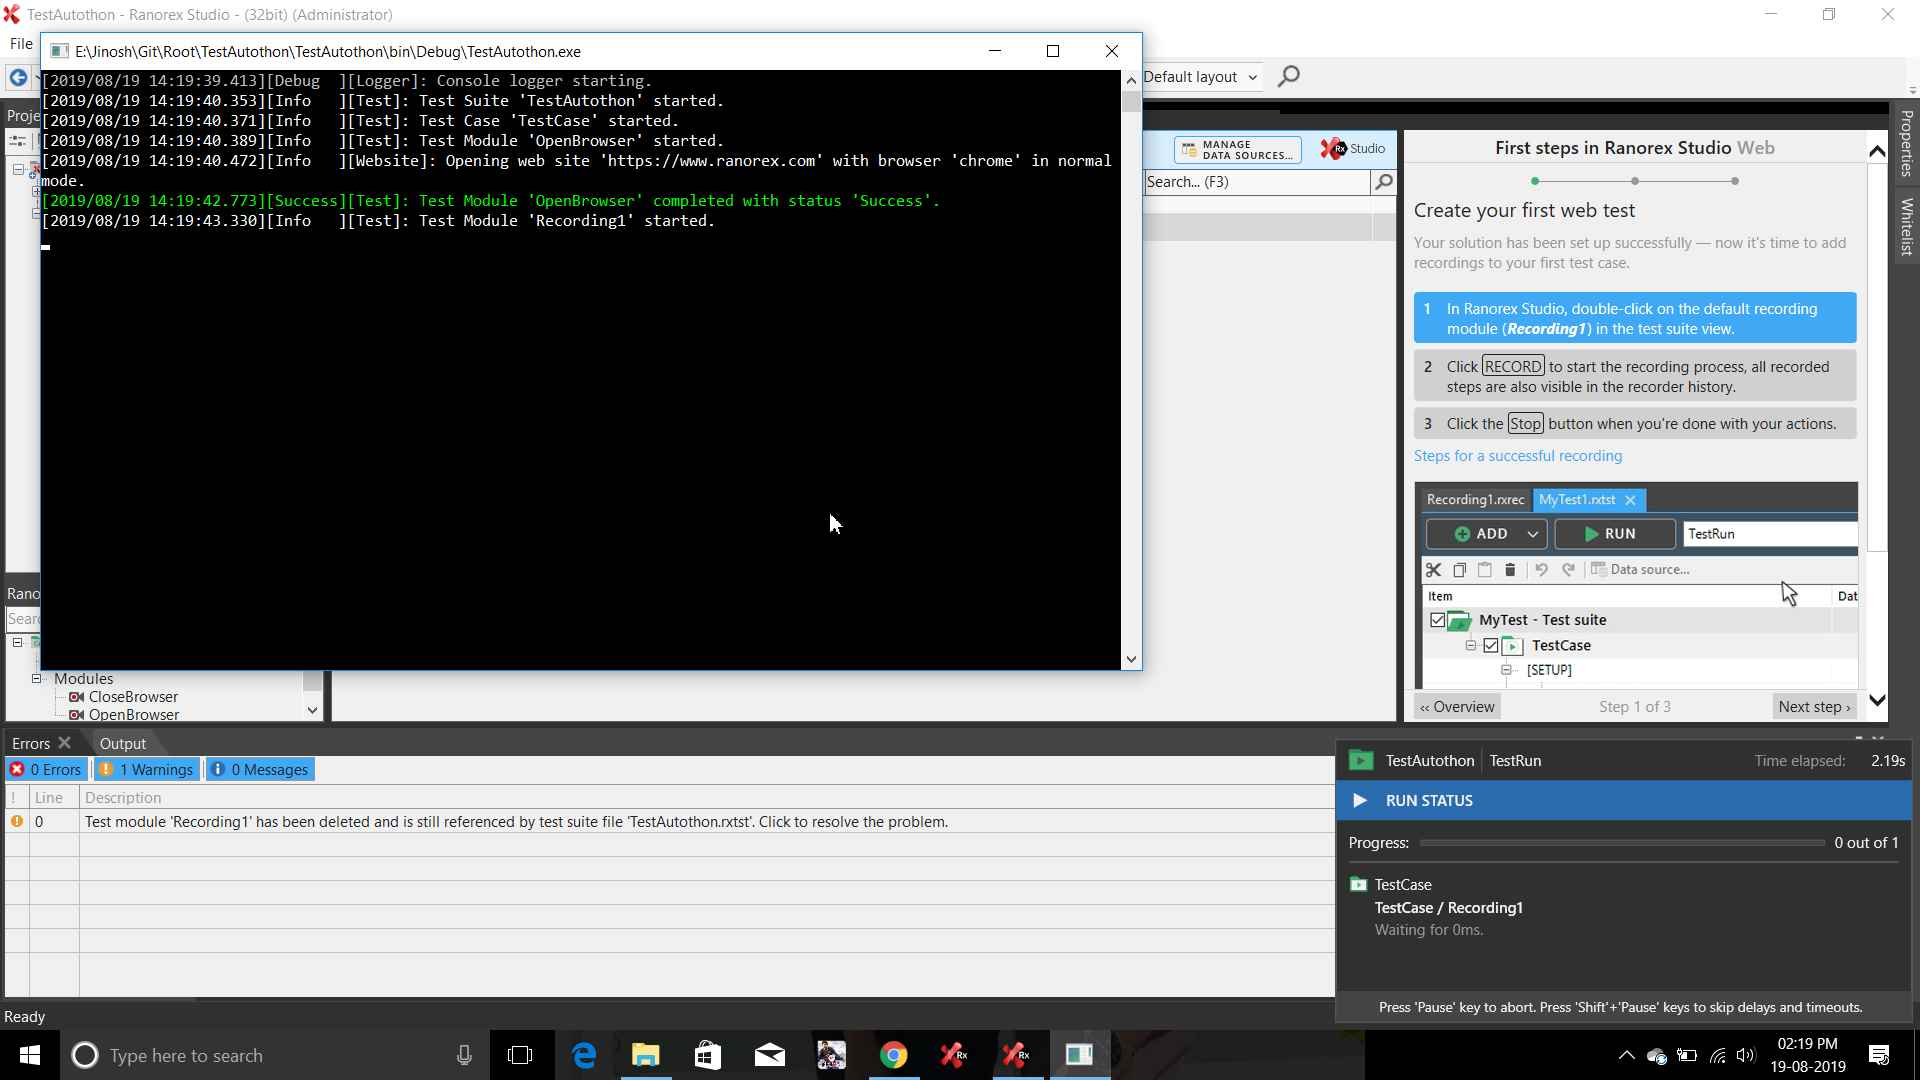 TestAutothon - Ranorex Studio - (32bit) (Administrator)
File
E:\Jinosh\Git\Root\TestAutothon\TestAutothon\bin\Debug\TestAutothon.exe
[2019/08/19 14:19:39.413][Debug  ][Logger]: Console logger starting.
[2019/08/19 14:19:40.353][Info   ][Test]: Test Suite 'TestAutothon' started.
[2019/08/19 14:19:40.371][Info   ][Test]: Test Case 'TestCase' started.
[2019/08/19 14:19:40.389][Info   ][Test]: Test Module 'OpenBrowser' started.
[2019/08/19 14:19:40.472][Info   ][Website]: Opening web site 'https://www.ranorex.com' with browser 'chrome' in normal
mode.
[2019/08/19 14:19:42.773][Success][Test]: Test Module 'OpenBrowser' completed with status 'Success'.
[2019/08/19 14:19:43.330][Info   ][Test]: Test Module 'Recording1' started.
Default layout
Proje
MANAGE
DATA SOURCES...
Rx Studio
Search... (F3)
Properties
Whitelist
First steps in Ranorex Studio Web
Create your first web test
Your solution has been set up successfully — now it's time to add
recordings to your first test case.
1 In Ranorex Studio, double-click on the default recording
module (Recording1) in the test suite view.
2 Click RECORD to start the recording process, all recorded
steps are also visible in the recorder history.
3 Click the Stop button when you're done with your actions.
Steps for a successful recording
Recording1.rxrec MyTest1.rxtst
ADD RUN TestRun
Data source...
Item Dat
MyTest - Test suite
TestCase
[SETUP]
‹‹ Overview Step 1 of 3 Next step ›
Rano
Searc
Modules
CloseBrowser
OpenBrowser
Errors Output
0 Errors 1 Warnings 0 Messages
! Line Description
0 Test module 'Recording1' has been deleted and is still referenced by test suite file 'TestAutothon.rxtst'. Click to resolve the problem.
TestAutothon TestRun Time elapsed: 2.19s
RUN STATUS
Progress: 0 out of 1
TestCase
TestCase / Recording1
Waiting for 0ms.
Press 'Pause' key to abort. Press 'Shift'+'Pause' keys to skip delays and timeouts.
Ready
Type here to search
Rx
Rx
02:19 PM
19-08-2019